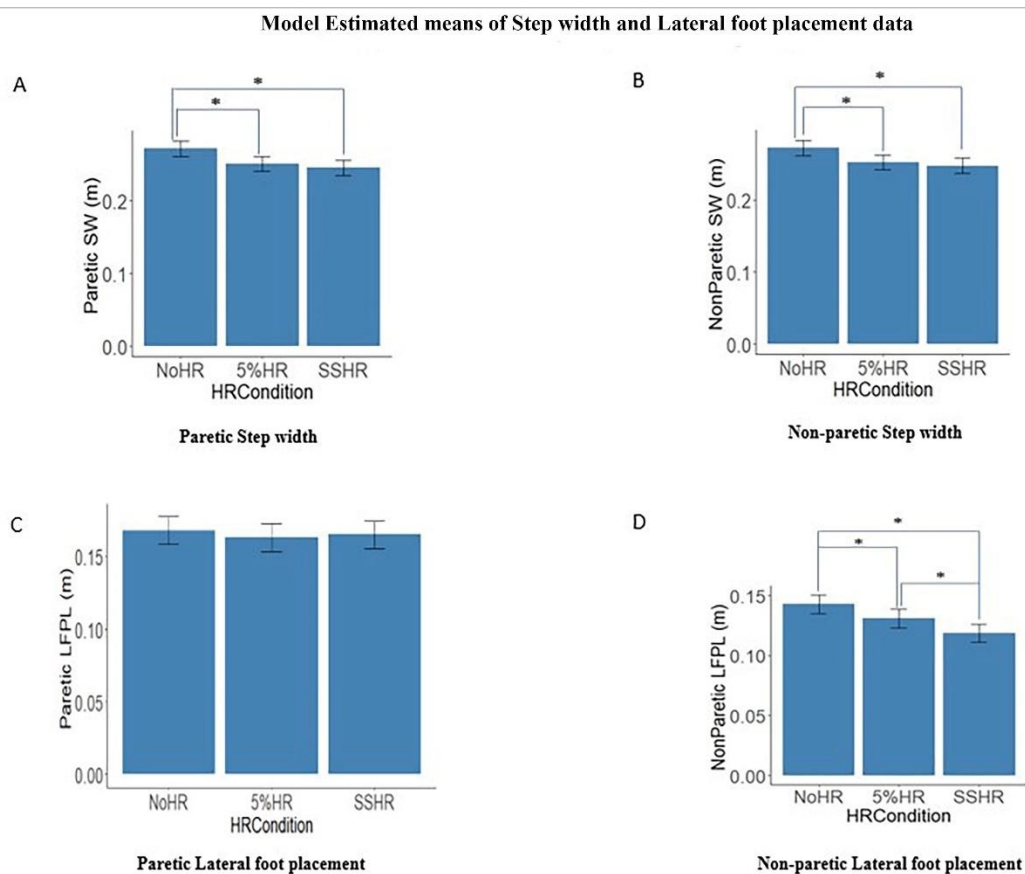 Model Estimated means of Step width and Lateral foot placement data
A
*
*
Paretic SW (m)
0.2
0.1
0.0
NoHR 5%HR SSHR
HRCondition
Paretic Step width
B
*
*
NonParetic SW (m)
0.2
0.1
0.0
NoHR 5%HR SSHR
HRCondition
Non-paretic Step width
C
Paretic LFPL (m)
0.15
0.10
0.05
0.00
NoHR 5%HR SSHR
HRCondition
Paretic Lateral foot placement
D
*
*
*
NonParetic LFPL (m)
0.15
0.10
0.05
0.00
NoHR 5%HR SSHR
HRCondition
Non-paretic Lateral foot placement